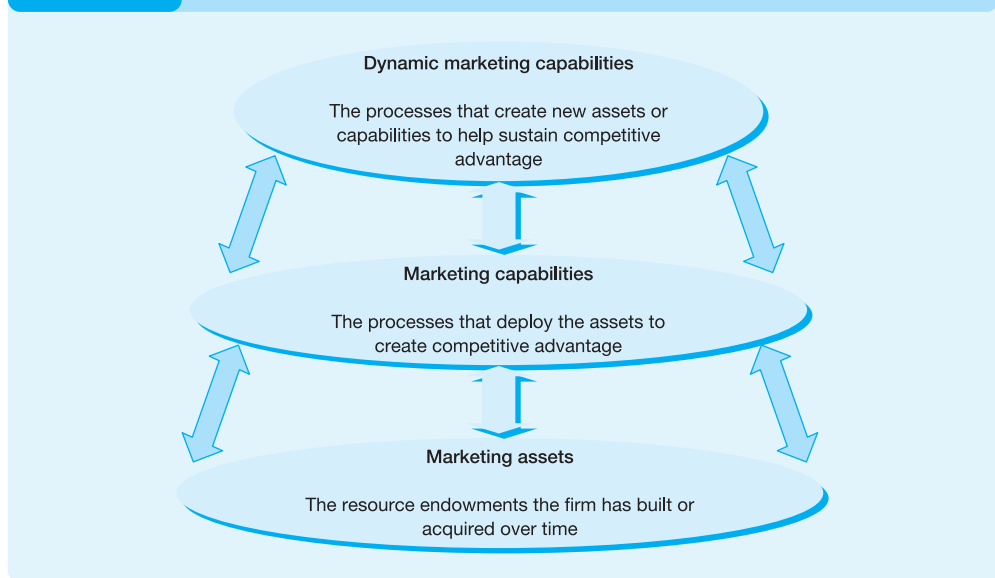 Dynamic marketing capabilities
The processes that create new assets or
capabilities to help sustain competitive
advantage
Marketing capabilities
The processes that deploy the assets to
create competitive advantage
Marketing assets
The resource endowments the firm has built or
acquired over time